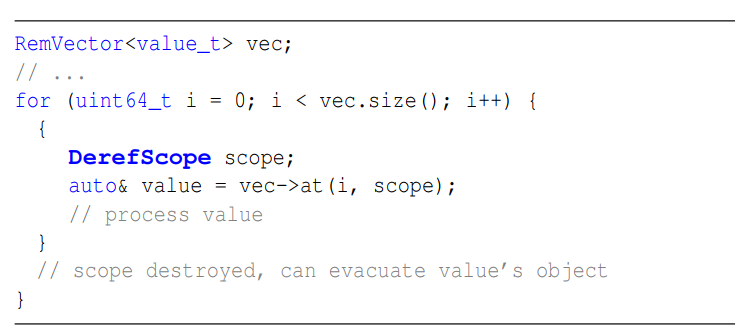 RemVector<value_t> vec;
// ...
for (uint64_t i = 0; i < vec.size(); i++) {
  {
    DerefScope scope;
    auto& value = vec->at(i, scope);
    // process value
  }
  // scope destroyed, can evacuate value’s object
}